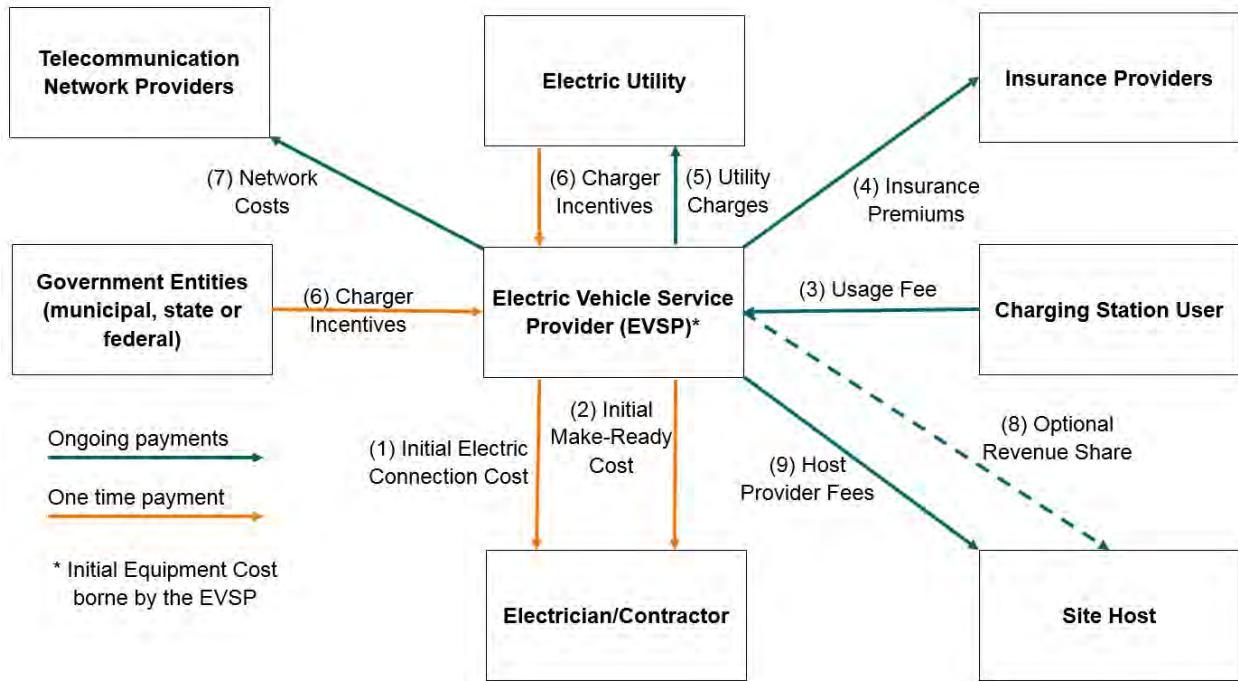 Telecommunication
Network Providers
Electric Utility
Insurance Providers
(7) Network
Costs
(6) Charger
Incentives
(5) Utility
Charges
(4) Insurance
Premiums
Government Entities
(municipal, state or
federal)
(6) Charger
Incentives
Electric Vehicle Service
Provider (EVSP)*
(3) Usage Fee
Charging Station User
Ongoing payments
One time payment
* Initial Equipment Cost
borne by the EVSP
(1) Initial Electric
Connection Cost
(2) Initial
Make-Ready
Cost
(9) Host
Provider Fees
(8) Optional
Revenue Share
Electrician/Contractor
Site Host